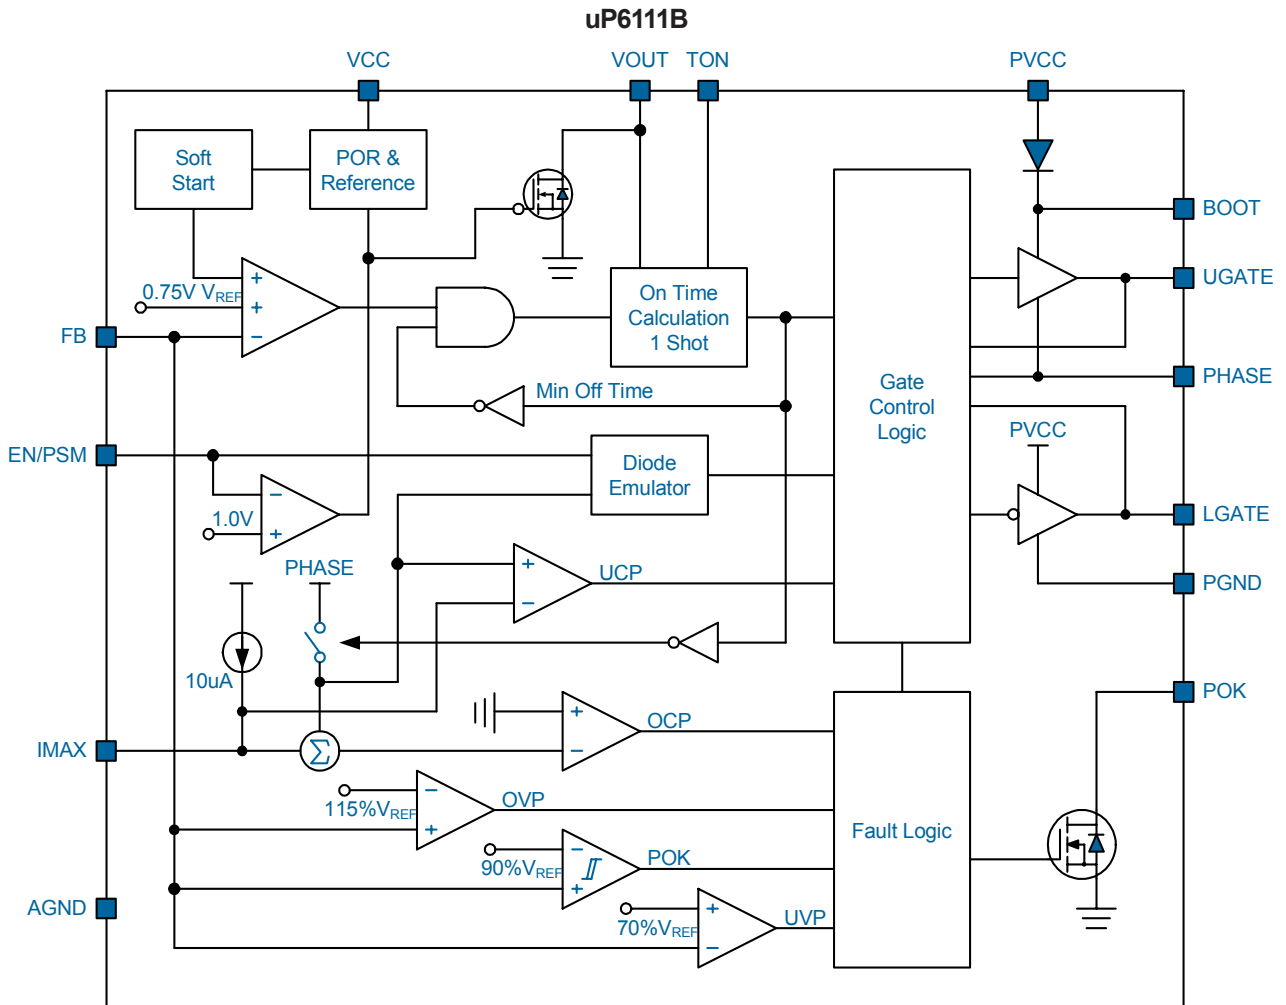 uP6111B
VCC
VOUT
TON
PVCC
Soft
Start
POR &
Reference
BOOT
0.75V VREF
+
+
−
On Time
Calculation
1 Shot
UGATE
FB
Min Off Time
Gate
Control
Logic
PHASE
EN/PSM
−
+
1.0V
Diode
Emulator
PVCC
LGATE
PHASE
+
−
UCP
PGND
10uA
POK
IMAX
Σ
+
−
OCP
115%VREF
−
+
OVP
Fault Logic
90%VREF
−
+
POK
AGND
70%VREF
+
−
UVP